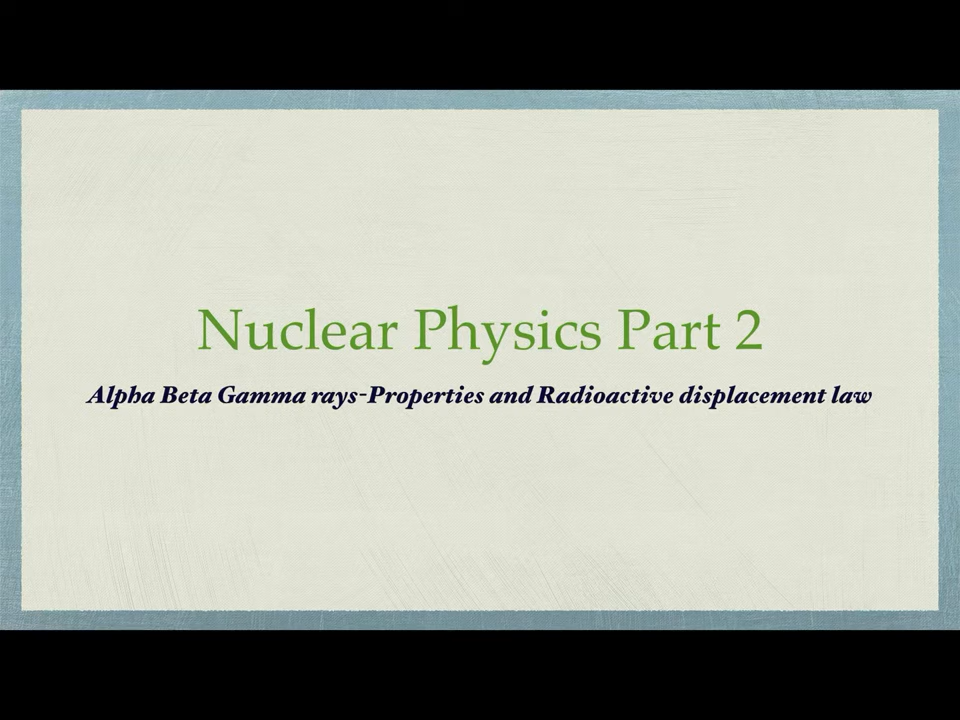 Nuclear Physics Part 2
Alpha Beta Gamma rays-Properties and Radioactive displacement law